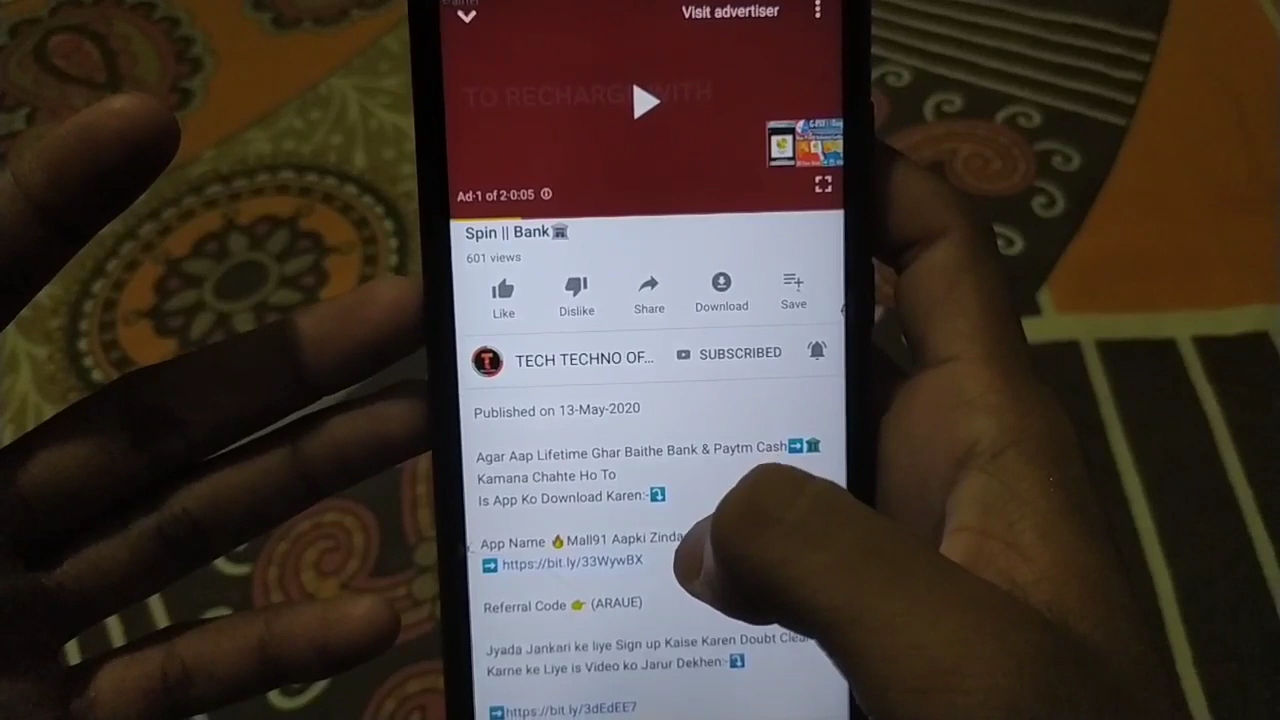 Visit advertiser
TO RECHARGE WITH
Ad·1 of 2·0:05
Spin || Bank🏦
601 views
Like
Dislike
Share
Download
Save
TECH TECHNO OF...
SUBSCRIBED
Published on 13-May-2020
Agar Aap Lifetime Ghar Baithe Bank & Paytm Cash➡️🏛️
Kamana Chahte Ho To
Is App Ko Download Karen:-⤵️
App Name 🔥Mall91 Aapki Zinda
➡️ https://bit.ly/33WywBX
Referral Code 👉 (ARAUE)
Jyada Jankari ke liye Sign up Kaise Karen Doubt Clear
Karne ke Liye is Video ko Jarur Dekhen:-⤵️
➡️https://bit.ly/3dEdEE7